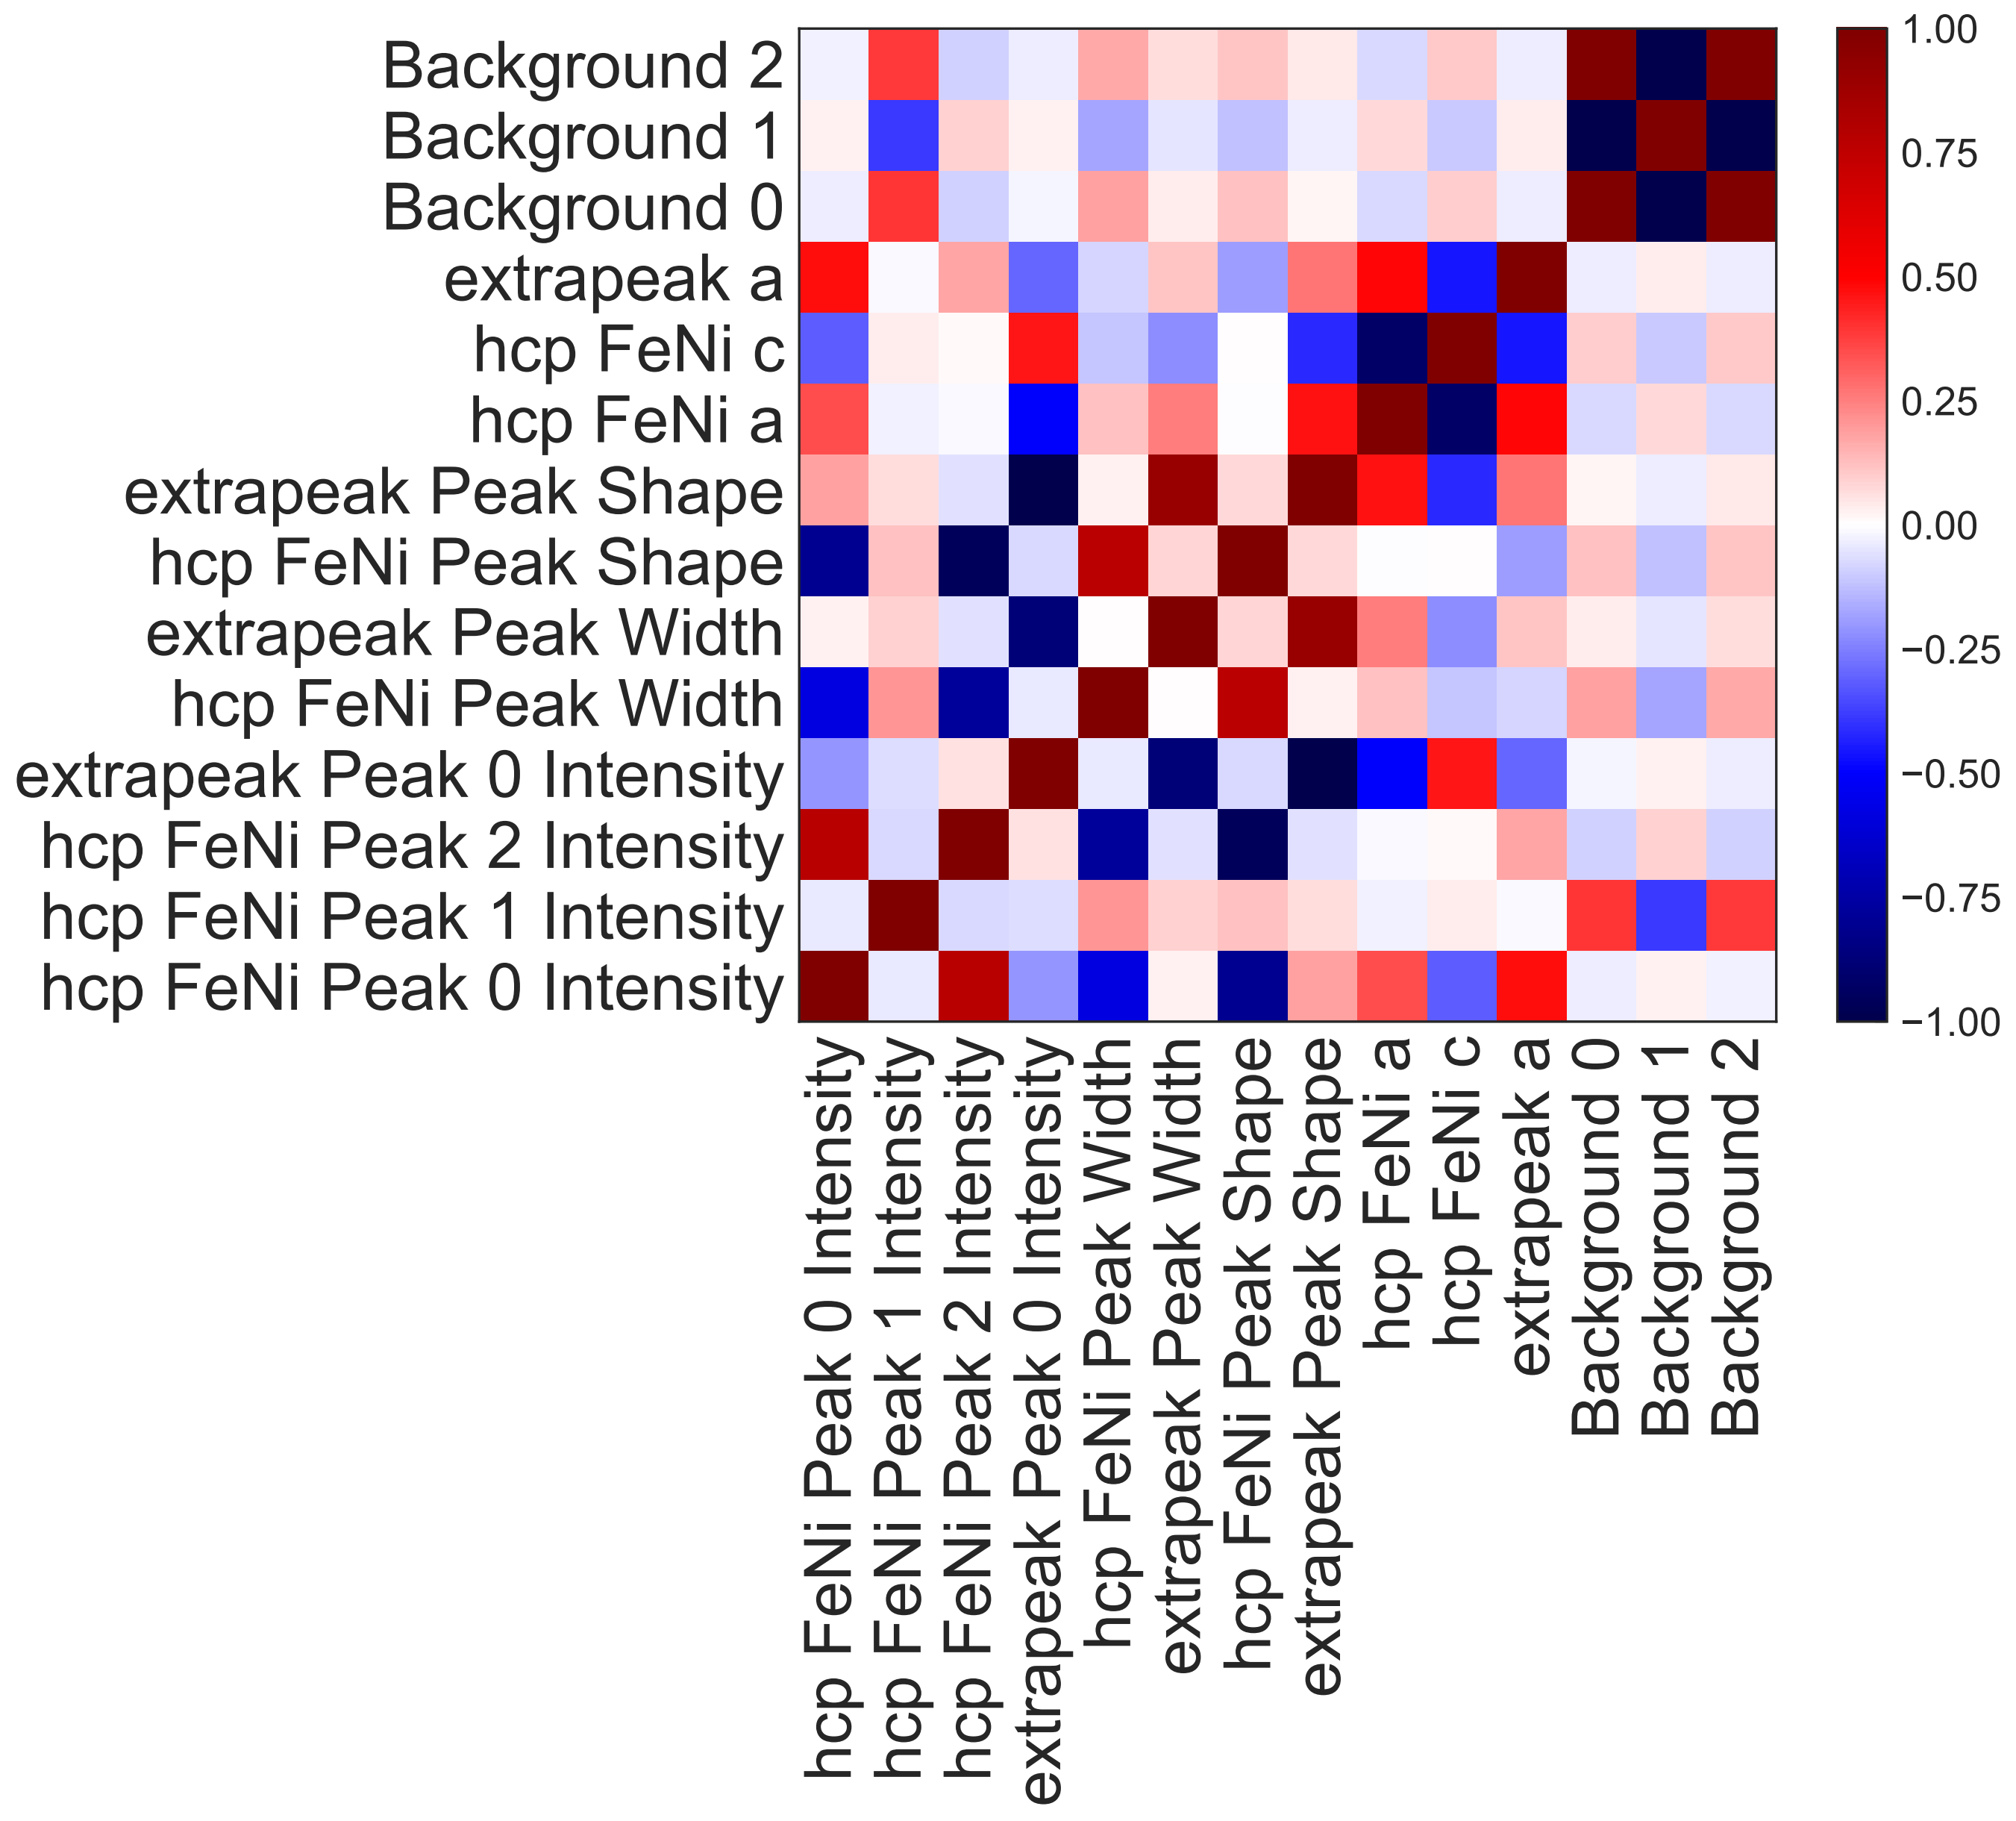 Background 2
Background 1
Background 0
extrapeak a
hcp FeNi c
hcp FeNi a
extrapeak Peak Shape
hcp FeNi Peak Shape
extrapeak Peak Width
hcp FeNi Peak Width
extrapeak Peak 0 Intensity
hcp FeNi Peak 2 Intensity
hcp FeNi Peak 1 Intensity
hcp FeNi Peak 0 Intensity
hcp FeNi Peak 0 Intensity
hcp FeNi Peak 1 Intensity
hcp FeNi Peak 2 Intensity
extrapeak Peak 0 Intensity
hcp FeNi Peak Width
extrapeak Peak Width
hcp FeNi Peak Shape
extrapeak Peak Shape
hcp FeNi a
hcp FeNi c
extrapeak a
Background 0
Background 1
Background 2
1.00
0.75
0.50
0.25
0.00
−0.25
−0.50
−0.75
−1.00